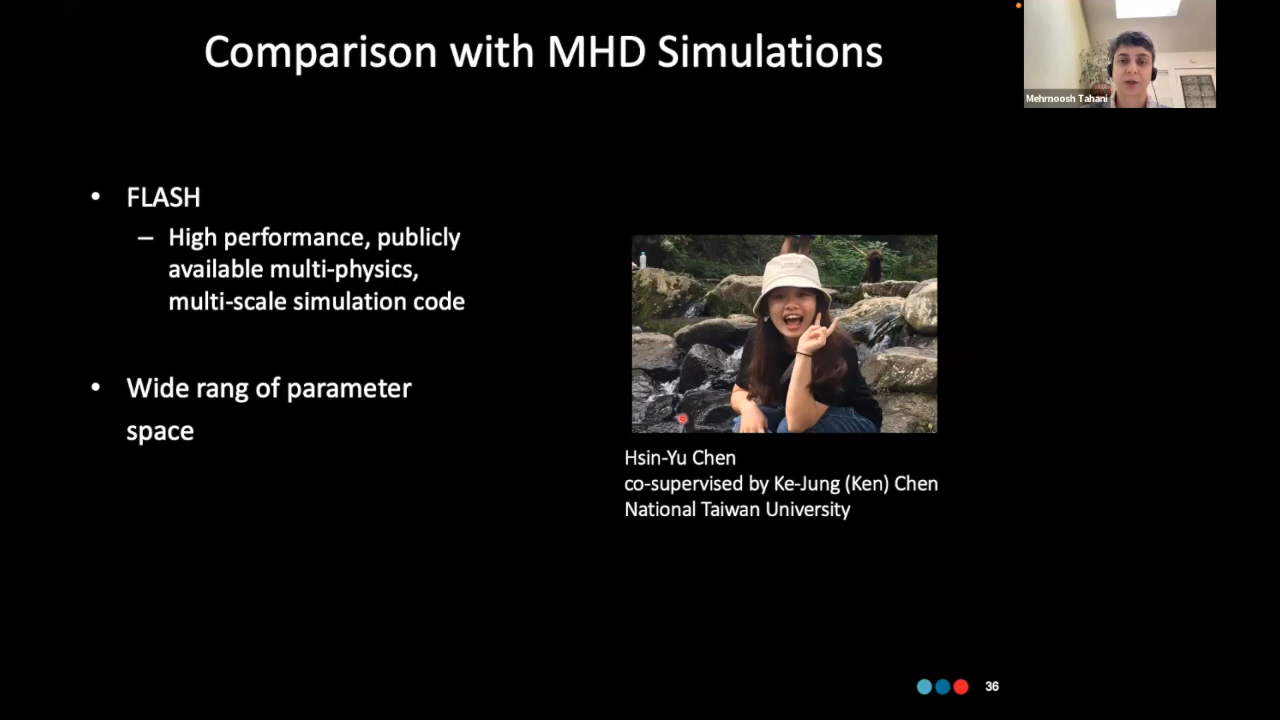 Comparison with MHD Simulations
Mehrnoosh Tahani
• FLASH
– High performance, publicly
available multi-physics,
multi-scale simulation code
• Wide rang of parameter
space
Hsin-Yu Chen
co-supervised by Ke-Jung (Ken) Chen
National Taiwan University
36